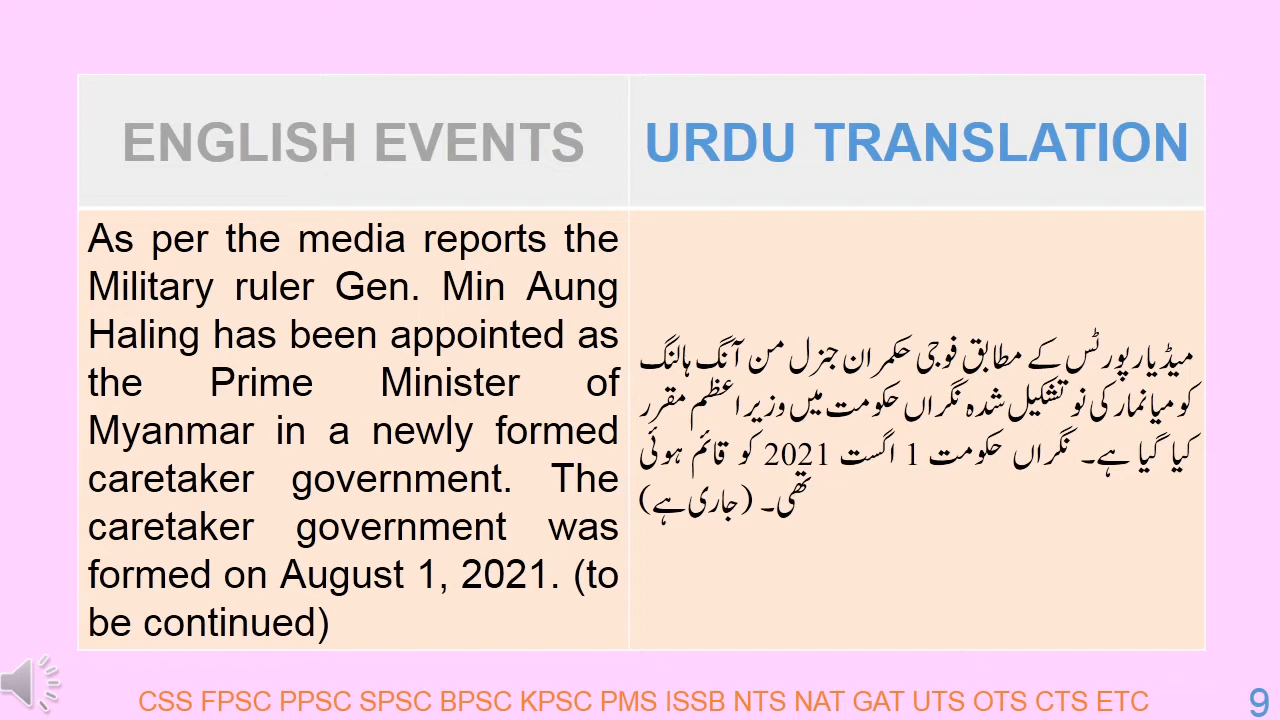 ENGLISH EVENTS
URDU TRANSLATION
As per the media reports the
Military ruler Gen. Min Aung
Haling has been appointed as
the Prime Minister of
Myanmar in a newly formed
caretaker government. The
caretaker government was
formed on August 1, 2021. (to
be continued)
میڈیا رپورٹس کے مطابق فوجی حکمران جنرل من آنگ ہالنگ
کو میانمار کی نو تشکیل شدہ نگراں حکومت میں وزیر اعظم مقرر
کیا گیا ہے۔ نگراں حکومت 1 اگست 2021 کو قائم ہوئی
تھی۔ (جاری ہے)
CSS FPSC PPSC SPSC BPSC KPSC PMS ISSB NTS NAT GAT UTS OTS CTS ETC
9